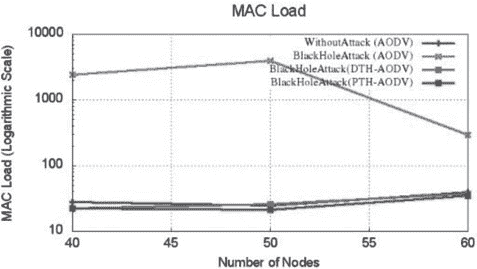 MAC Load
MAC Load (Logarithmic Scale)
10000
1000
100
10
WithoutAttack (AODV)
BlackHoleAttack (AODV)
BlackHoleAttack(DTH-AODV)
BlackHoleAttack(PTH-AODV)
40
45
50
55
60
Number of Nodes